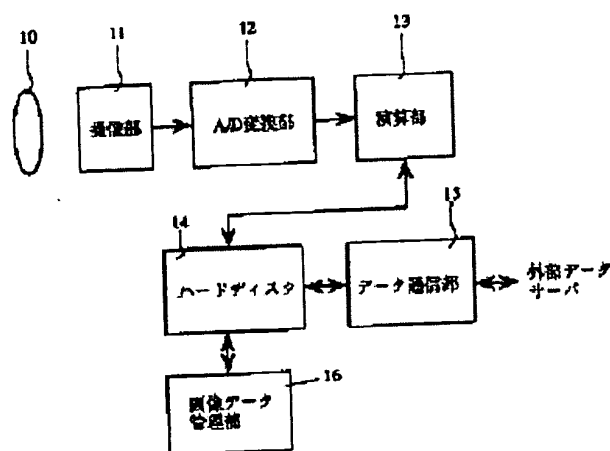 10
11
12
13
撮像部
A/D変換部
演算部
14
15
ハードディスク
データ通信部
外部データ
サーバ
16
画像データ
管理部